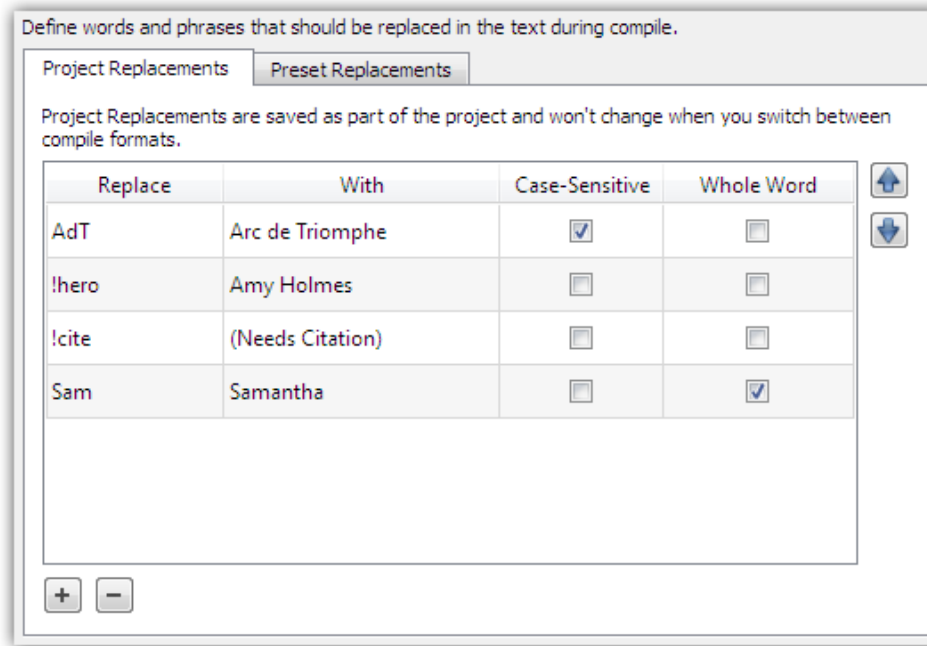 Define words and phrases that should be replaced in the text during compile.
Project Replacements Preset Replacements
Project Replacements are saved as part of the project and won't change when you switch between
compile formats.
Replace With Case-Sensitive Whole Word
AdT Arc de Triomphe
!hero Amy Holmes
!cite (Needs Citation)
Sam Samantha